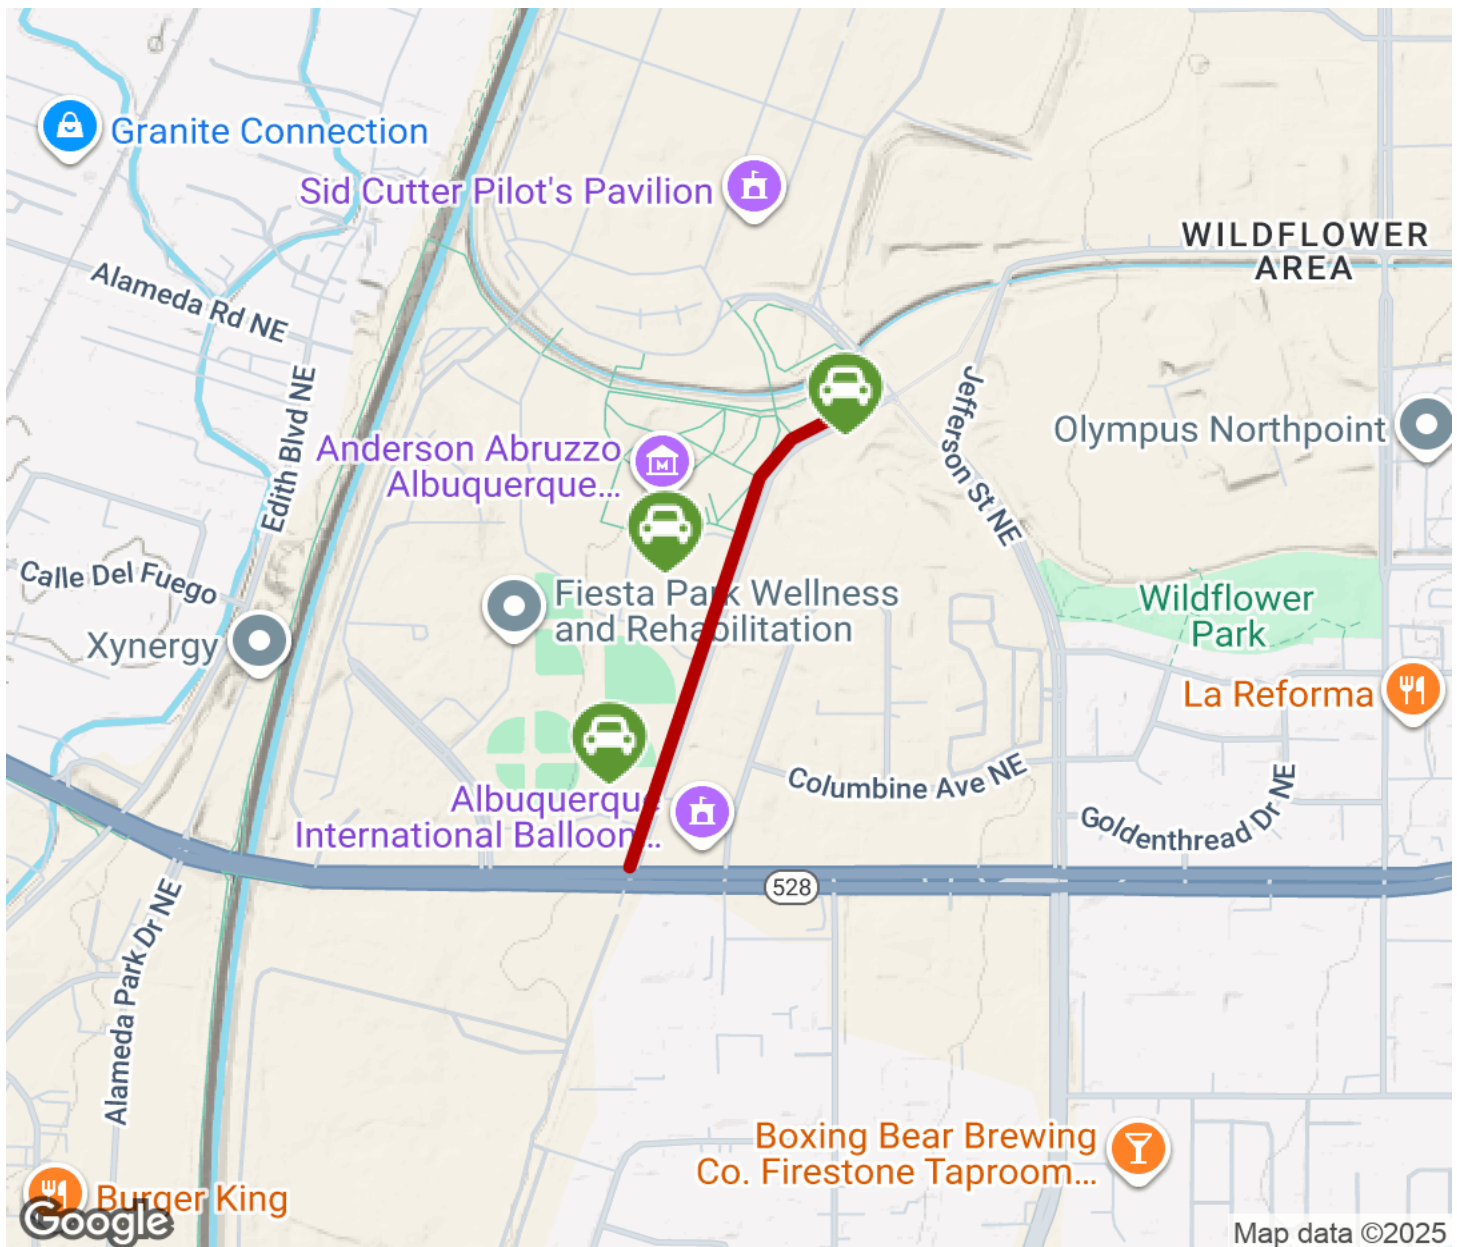 Granite Connection
Sid Cutter Pilot's Pavilion
WILDFLOWER
AREA
Alameda Rd NE
Edith Blvd NE
Jefferson St NE
Olympus Northpoint
Anderson Abruzzo
Albuquerque...
Calle Del Fuego
Xynergy
Fiesta Park Wellness
and Rehabilitation
Wildflower
Park
La Reforma
Columbine Ave NE
Goldenthread Dr NE
Albuquerque
International Balloon...
528
Alameda Park Dr NE
Boxing Bear Brewing
Co. Firestone Taproom...
Burger King
Google
Map data ©2025